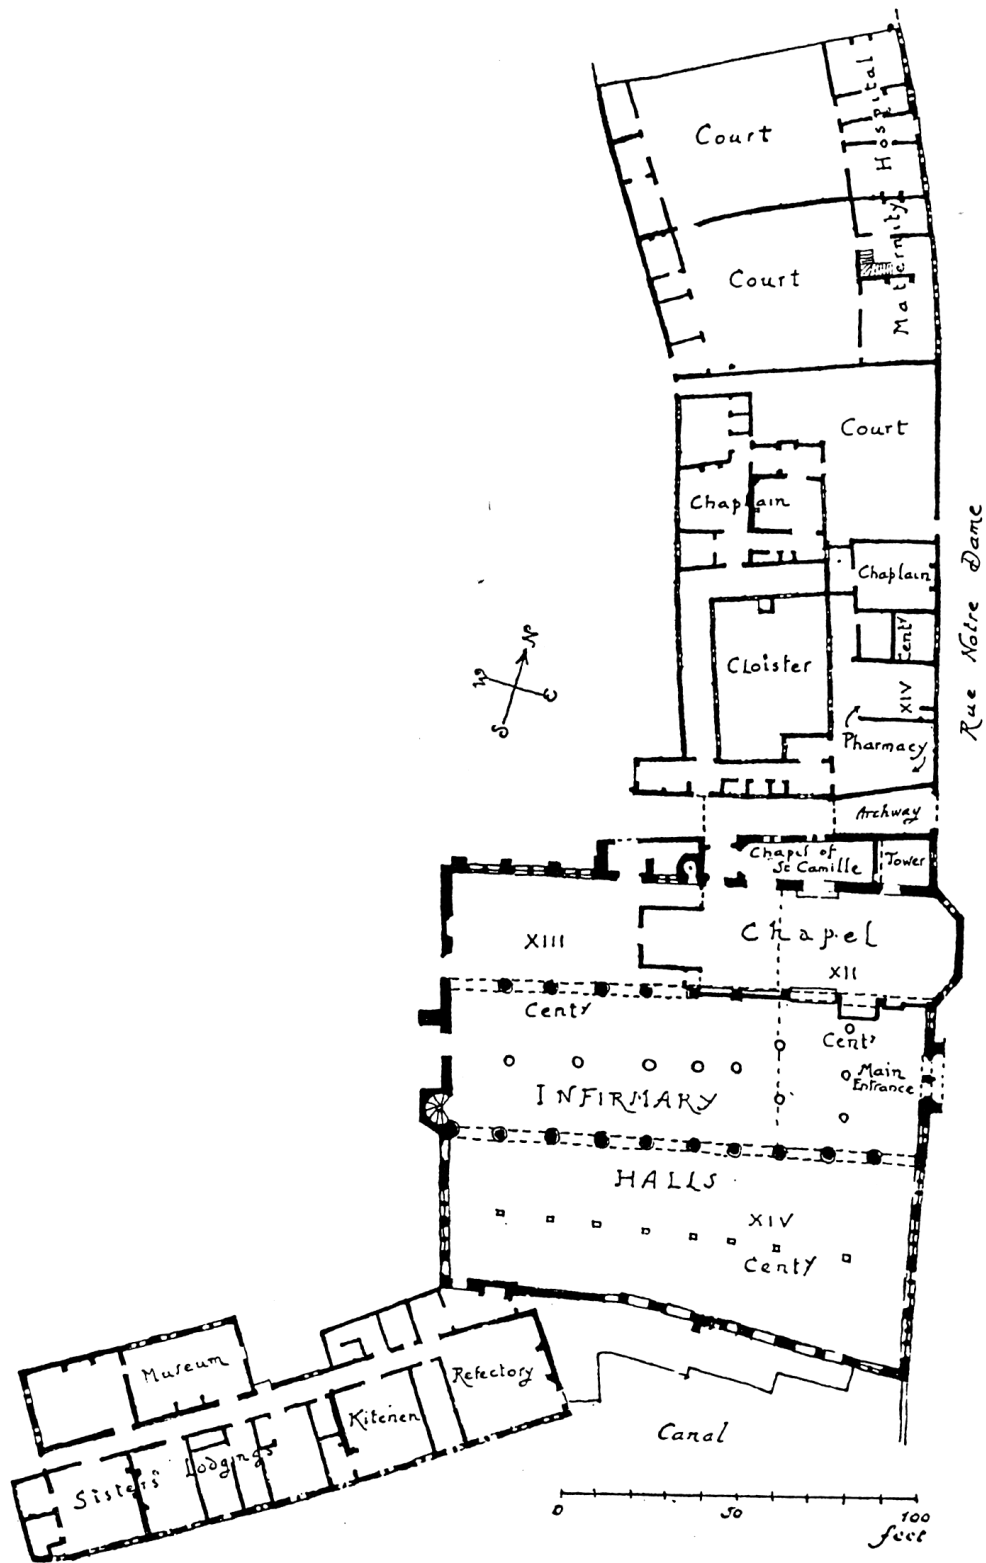 Court
Maternity Hospital
Court
Court
Chaplain
Chaplain
Rue Notre Dame
Centy
XIV
Cloister
N
W
E
S
Pharmacy
Archway
Chapel of
St Camille
Tower
Chapel
XIII
XII
Centy
Centy
Main
Entrance
INFIRMARY
HALLS
XIV
Centy
Museum
Refectory
Kitchen
Sisters' Lodgings
Canal
0 50 100
feet